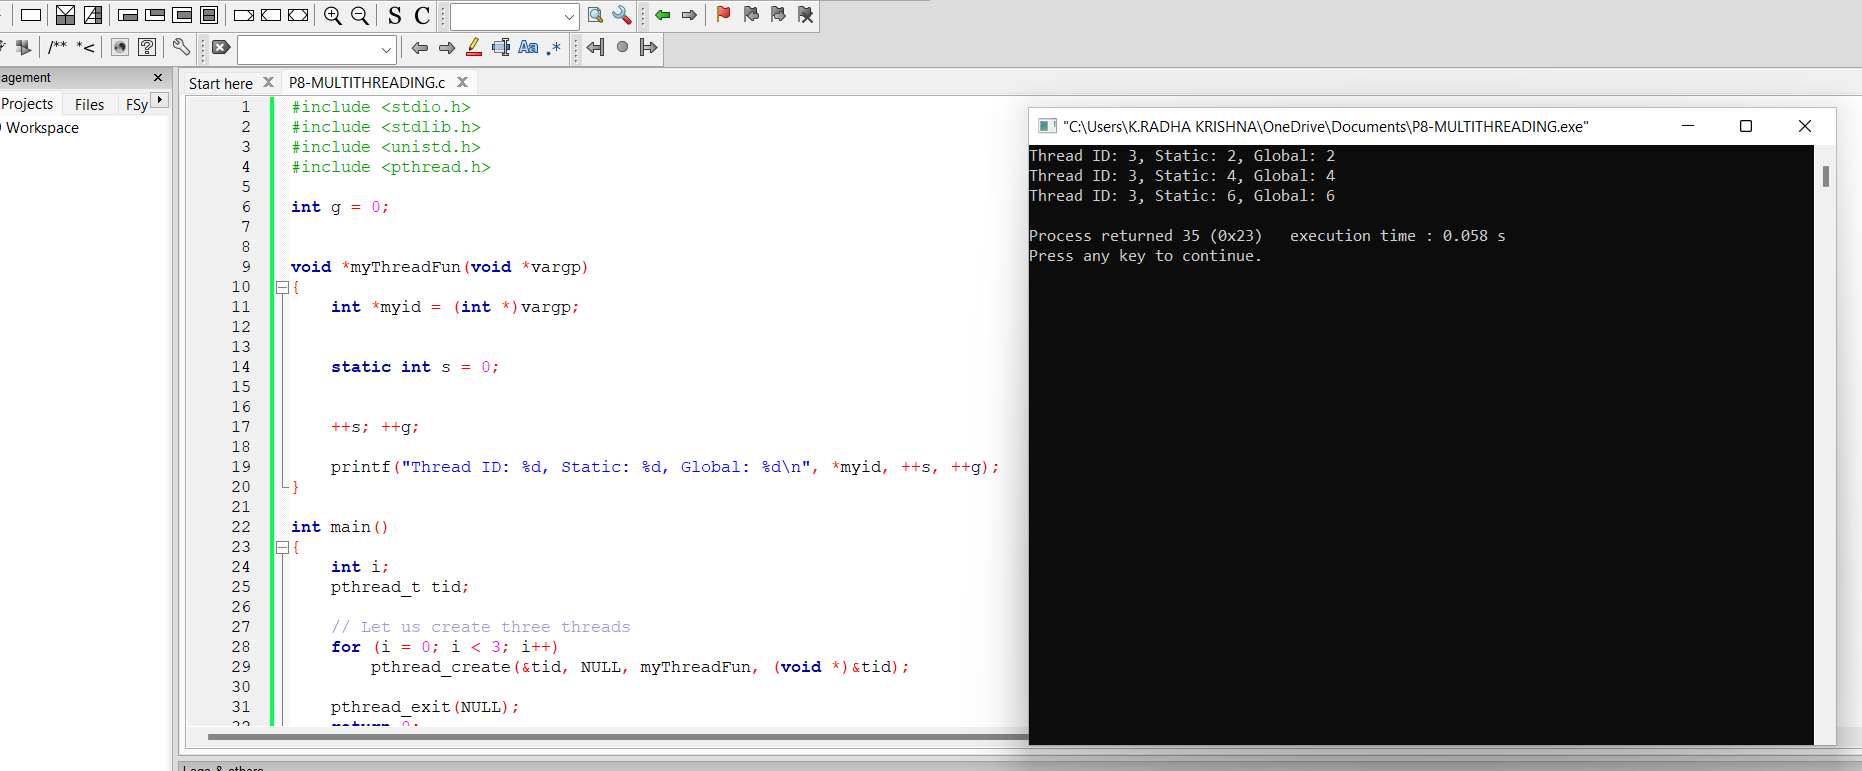 S C
/** *<
Aa .*
agement
Start here P8-MULTITHREADING.c
Projects Files FSy
Workspace
1 #include <stdio.h>
2 #include <stdlib.h>
3 #include <unistd.h>
4 #include <pthread.h>
5
6 int g = 0;
7
8
9 void *myThreadFun(void *vargp)
10 {
11 int *myid = (int *)vargp;
12
13
14 static int s = 0;
15
16
17 ++s; ++g;
18
19 printf("Thread ID: %d, Static: %d, Global: %d\n", *myid, ++s, ++g);
20 }
21
22 int main()
23 {
24 int i;
25 pthread_t tid;
26
27 // Let us create three threads
28 for (i = 0; i < 3; i++)
29 pthread_create(&tid, NULL, myThreadFun, (void *)&tid);
30
31 pthread_exit(NULL);
32 return 0;
Logs & others
"C:\Users\K.RADHA KRISHNA\OneDrive\Documents\P8-MULTITHREADING.exe"
Thread ID: 3, Static: 2, Global: 2
Thread ID: 3, Static: 4, Global: 4
Thread ID: 3, Static: 6, Global: 6
Process returned 35 (0x23) execution time : 0.058 s
Press any key to continue.